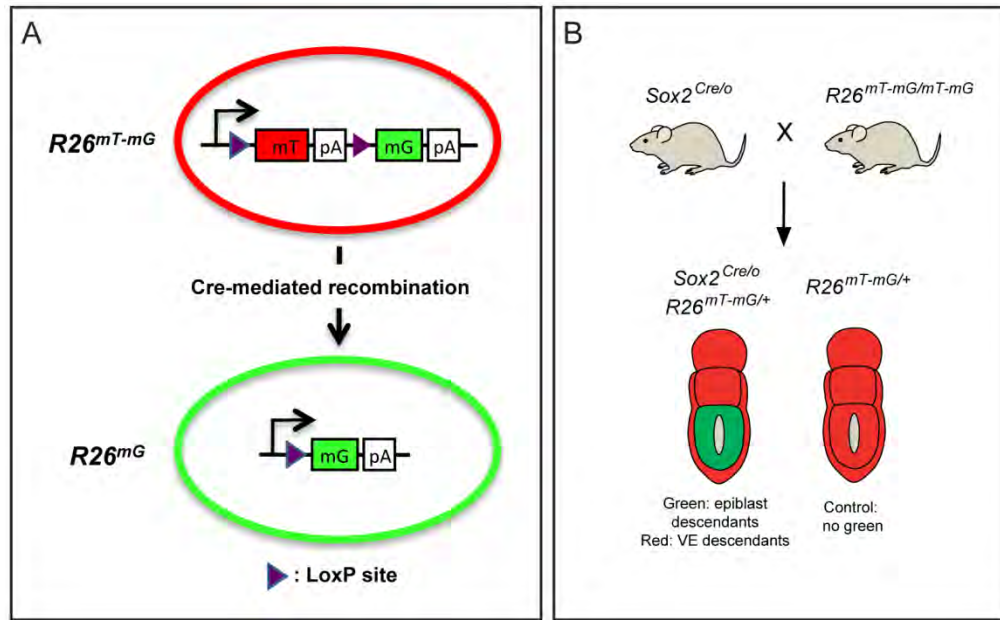 A
R26mT-mG
mT pA mG pA
Cre-mediated recombination
R26mG
mG pA
: LoxP site
B
Sox2Cre/o
X
R26mT-mG/mT-mG
Sox2Cre/o
R26mT-mG/+
R26mT-mG/+
Green: epiblast
descendants
Red: VE descendants
Control:
no green